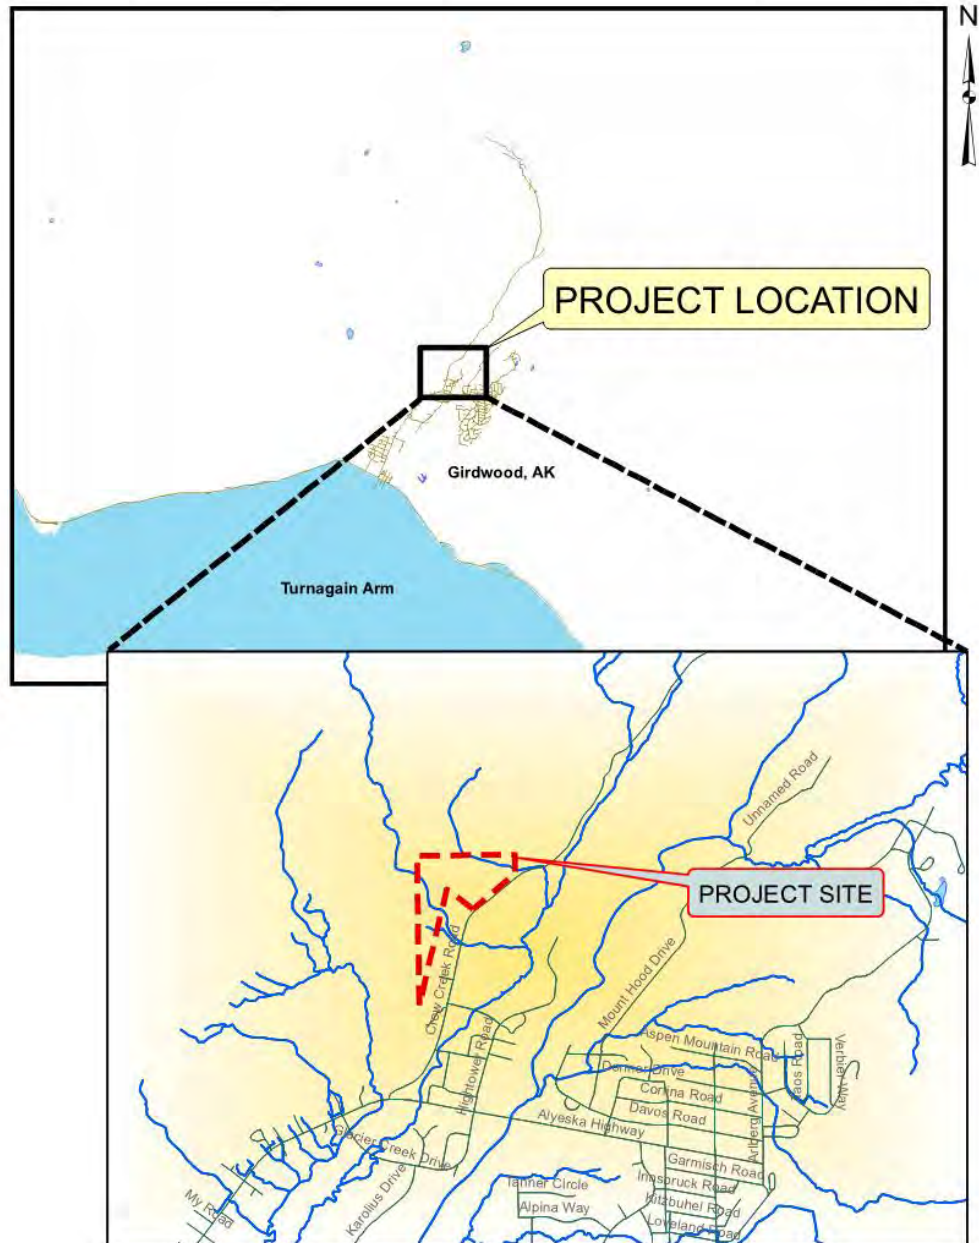 N
PROJECT LOCATION
Girdwood, AK
Turnagain Arm
Unnamed Road
PROJECT SITE
Crow Creek Road
Mount Hood Drive
Hightower Road
Aspen Mountain Road
Taos Road
Verbier Way
Donner Drive
Cortina Road
Davos Road
Arlberg Avenue
Alyeska Highway
Glacier Creek Drive
Garmisch Road
Innsbruck Road
Tanner Circle
Kitzbuhel Road
Alpina Way
Loveland Road
My Road
Karolius Drive